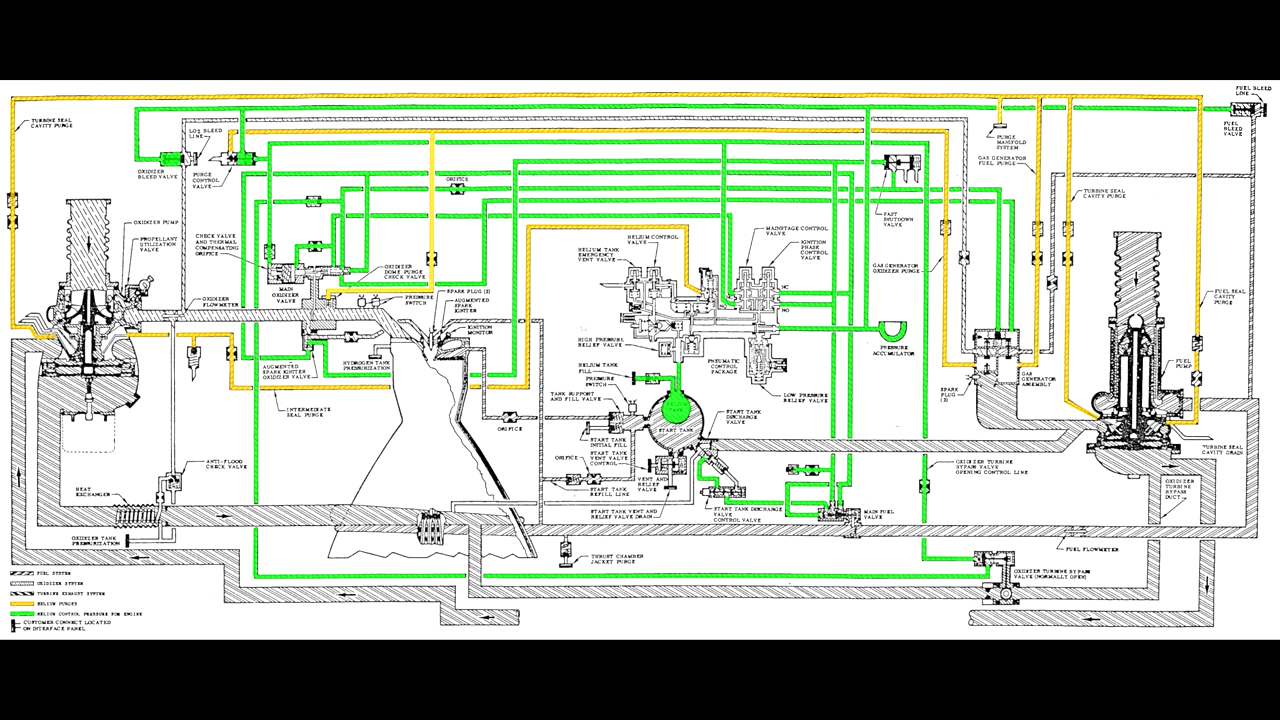 FUEL BLEED
LINE
FUEL
BLEED
VALVE
TURBINE SEAL
CAVITY PURGE
LO2 BLEED
LINE
OXIDIZER
BLEED VALVE
PURGE
CONTROL
VALVE
PURGE
MANIFOLD
SYSTEM
GAS GENERATOR
FUEL PURGE
ORIFICE
FAST
SHUTDOWN
VALVE
TURBINE SEAL
CAVITY PURGE
OXIDIZER PUMP
PROPELLANT
UTILIZATION
VALVE
CHECK VALVE
AND THERMAL
COMPENSATING
ORIFICE
MAIN
OXIDIZER
VALVE
OXIDIZER
DOME PURGE
CHECK VALVE
HELIUM CONTROL
VALVE
HELIUM TANK
EMERGENCY
VENT VALVE
MAINSTAGE CONTROL
VALVE
IGNITION
PHASE CONTROL
VALVE
GAS GENERATOR
OXIDIZER PURGE
NC
NO
OXIDIZER
FLOWMETER
PRESSURE
SWITCH
SPARK PLUG (2)
AUGMENTED
SPARK
IGNITER
IGNITION
MONITOR
FUEL SEAL
CAVITY
PURGE
HIGH PRESSURE
RELIEF VALVE
PRESSURE
ACCUMULATOR
PNEUMATIC
CONTROL
PACKAGE
HYDROGEN TANK
PRESSURIZATION
AUGMENTED
SPARK IGNITER
OXIDIZER VALVE
HELIUM TANK
FILL
PRESSURE
SWITCH
TANK SUPPORT
AND FILL VALVE
FUEL
PUMP
GAS
GENERATOR
ASSEMBLY
SPARK
PLUG
(2)
LOW PRESSURE
RELIEF VALVE
INTERMEDIATE
SEAL PURGE
HELIUM
TANK
START TANK
START TANK
DISCHARGE
VALVE
ORIFICE
START TANK
INITIAL FILL
START TANK
VENT VALVE
CONTROL
ORIFICE
START TANK
REFILL LINE
VENT AND
RELIEF
VALVE
START TANK VENT AND
RELIEF VALVE DRAIN
START TANK DISCHARGE
VALVE
CONTROL VALVE
MAIN FUEL
VALVE
OXIDIZER TURBINE
BYPASS VALVE
OPENING CONTROL LINE
TURBINE SEAL
CAVITY DRAIN
OXIDIZER
TURBINE
BYPASS
DUCT
ANTI-FLOOD
CHECK VALVE
HEAT
EXCHANGER
OXIDIZER TANK
PRESSURIZATION
THRUST CHAMBER
JACKET PURGE
FUEL FLOWMETER
OXIDIZER TURBINE BYPASS
VALVE (NORMALLY OPEN)
FUEL SYSTEM
OXIDIZER SYSTEM
TURBINE EXHAUST SYSTEM
HELIUM PURGES
HELIUM CONTROL PRESSURE FOR ENGINE
CUSTOMER CONNECT LOCATED
ON INTERFACE PANEL